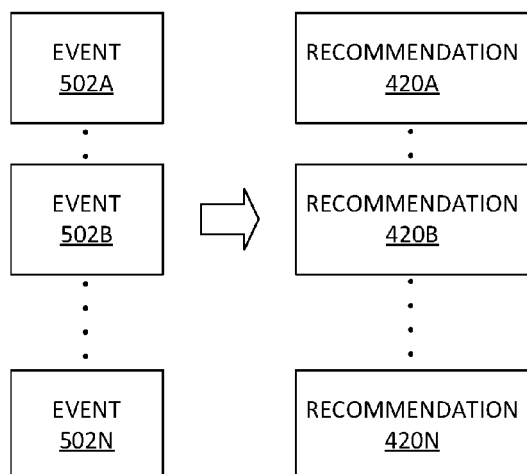 EVENT
502A
RECOMMENDATION
420A
EVENT
502B
RECOMMENDATION
420B
EVENT
502N
RECOMMENDATION
420N